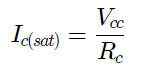 I_{c(sat)} = \frac{V_{cc}}{R_c}